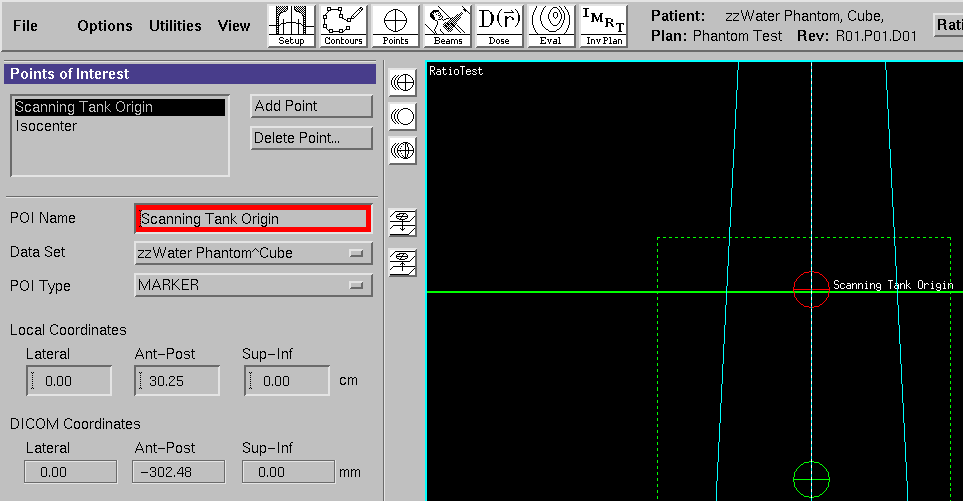 File Options Utilities View
Setup Contours Points Beams D(r⃗) Dose Eval IMRT Inv Plan
Patient: zzWater Phantom, Cube,
Plan: Phantom Test Rev: R01.P01.D01
Points of Interest
Scanning Tank Origin
Isocenter
Add Point
Delete Point...
POI Name Scanning Tank Origin
Data Set zzWater Phantom^Cube
POI Type MARKER
Local Coordinates
Lateral Ant-Post Sup-Inf
0.00 30.25 0.00 cm
DICOM Coordinates
Lateral Ant-Post Sup-Inf
0.00 -302.48 0.00 mm
RatioTest
Scanning Tank Origin